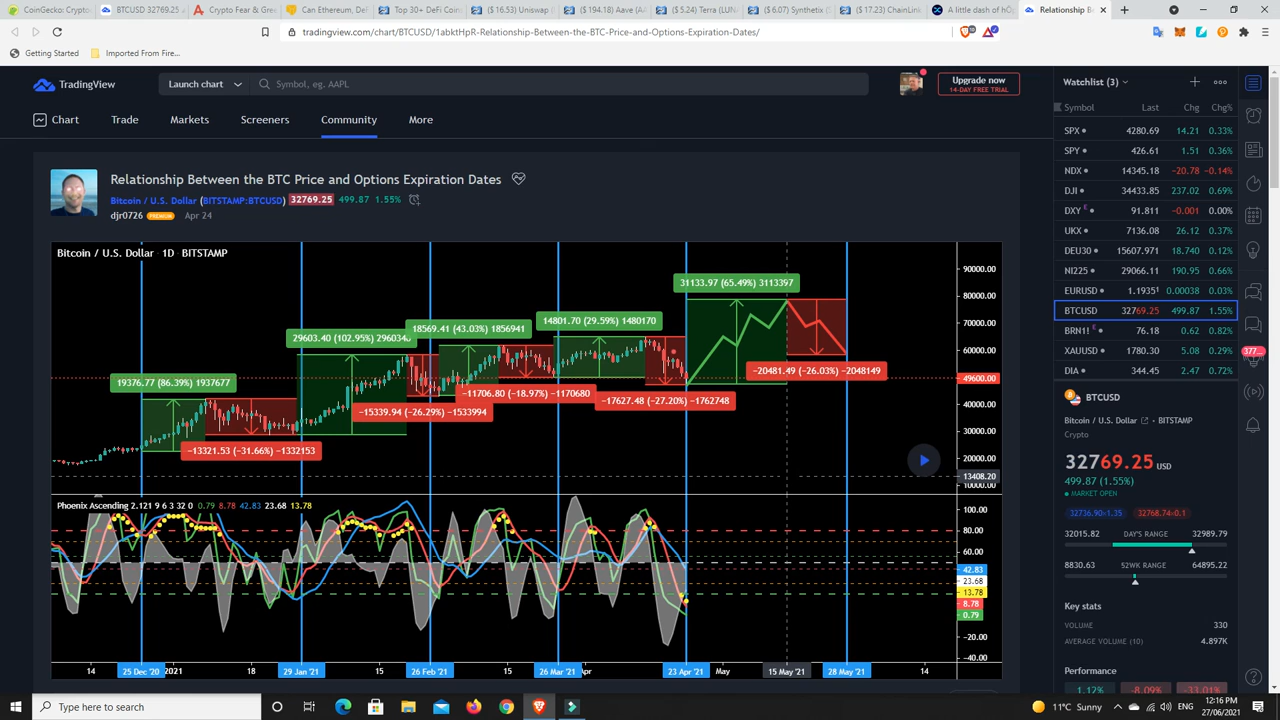 CoinGecko: Crypto
BTCUSD 32769.25
Crypto Fear & Gre
Can Ethereum, De
Top 30+ DeFi Coin
($ 16.53) Uniswap (
($ 194.18) Aave (A
($ 5.24) Terra (LUN
($ 6.07) Synthetix (
($ 17.23) ChainLink
A little dash of hO
Relationship Be
tradingview.com/chart/BTCUSD/1abktHpR-Relationship-Between-the-BTC-Price-and-Options-Expiration-Dates/
Getting Started
Imported From Fire...
TradingView
Launch chart
Symbol, eg. AAPL
Upgrade now
14-DAY FREE TRIAL
Chart
Trade
Markets
Screeners
Community
More
Relationship Between the BTC Price and Options Expiration Dates
Bitcoin / U.S. Dollar (BITSTAMP:BTCUSD) 32769.25 499.87 1.55%
djr0726 PREMIUM Apr 24
Bitcoin / U.S. Dollar 1D BITSTAMP
19376.77 (86.39%) 1937677
29603.40 (102.95%) 296034
18569.41 (43.03%) 1856941
14801.70 (29.59%) 1480170
31133.97 (65.49%) 3113397
−13321.53 (−31.66%) −1332153
−15339.94 (−26.29%) −1533994
−11706.80 (−18.97%) −1170680
−17627.48 (−27.20%) −1762748
−20481.49 (−26.03%) −2048149
90000.00
80000.00
70000.00
60000.00
49600.00
40000.00
30000.00
20000.00
13408.20
10000.00
Phoenix Ascending 2.121 9 6 3 32 0 0.79 8.78 42.83 23.68 13.78
100.00
80.00
60.00
42.83
23.68
13.78
8.78
0.79
−20.00
−40.00
14
25 Dec '20
2021
18
29 Jan '21
15
26 Feb '21
15
26 Mar '21
Apr
23 Apr '21
May
15 May '21
28 May '21
14
Watchlist (3)
Symbol Last Chg Chg%
SPX 4280.69 14.21 0.33%
SPY 426.61 1.51 0.36%
NDX 14345.18 −20.78 −0.14%
DJI 34433.85 237.02 0.69%
DXY E 91.811 −0.001 0.00%
UKX 7136.08 26.12 0.37%
DEU30 15607.971 18.740 0.12%
NI225 29066.11 190.95 0.66%
EURUSD 1.1935 0.00038 0.03%
BTCUSD 32769.25 499.87 1.55%
BRN1! E 76.18 0.62 0.82%
XAUUSD 1780.30 5.08 0.29%
DIA 344.45 2.47 0.72%
377
BTCUSD
Bitcoin / U.S. Dollar • BITSTAMP
Crypto
32769.25 USD
499.87 (1.55%)
MARKET OPEN
32736.90×1.35 32768.74×0.1
32015.82 DAY'S RANGE 32989.79
8830.63 52WK RANGE 64895.22
Key stats
VOLUME 330
AVERAGE VOLUME (10) 4.897K
Performance
1.12% −8.09% −33.01%
Type here to search
11°C Sunny
ENG
12:16 PM
27/06/2021